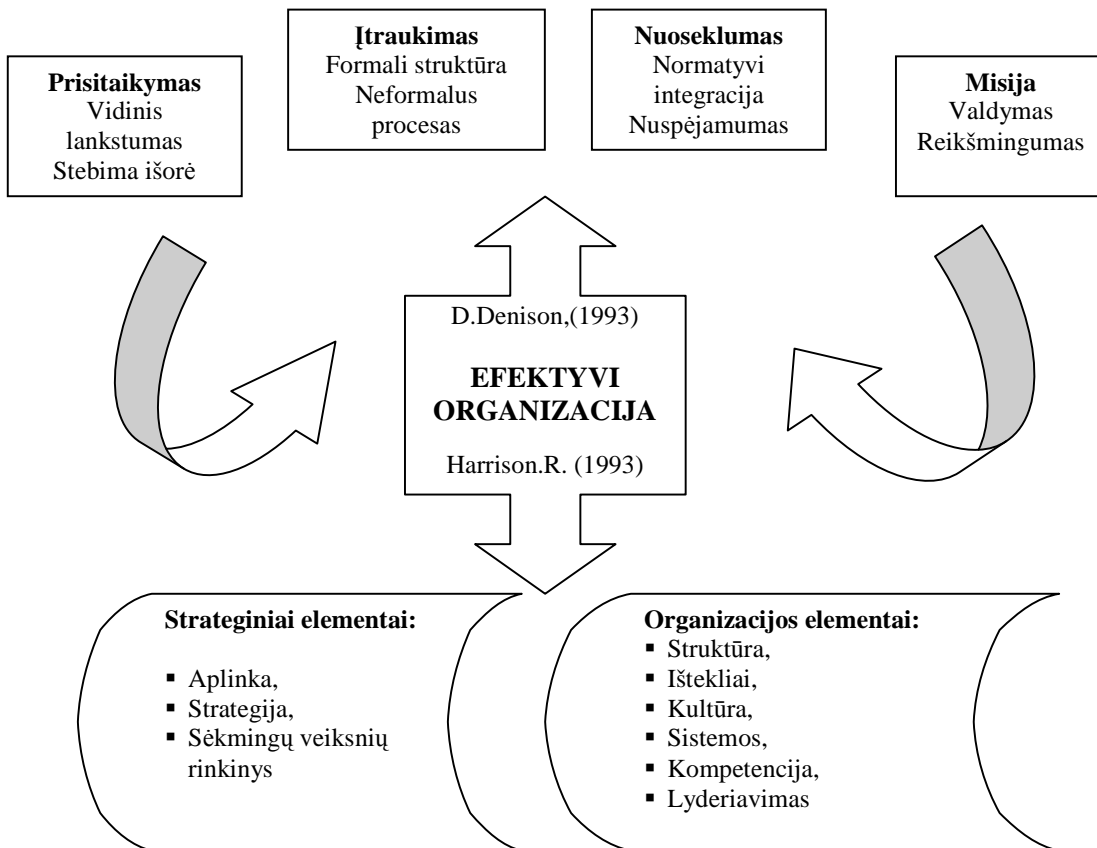 Prisitaikymas
Vidinis
lankstumas
Stebima išorė
Įtraukimas
Formali struktūra
Neformalus
procesas
Nuoseklumas
Normatyvi
integracija
Nuspėjamumas
Misija
Valdymas
Reikšmingumas
D.Denison,(1993)
EFEKTYVI
ORGANIZACIJA
Harrison.R. (1993)
Strateginiai elementai:
▪ Aplinka,
▪ Strategija,
▪ Sėkmingų veiksnių
rinkinys
Organizacijos elementai:
▪ Struktūra,
▪ Ištekliai,
▪ Kultūra,
▪ Sistemos,
▪ Kompetencija,
▪ Lyderiavimas